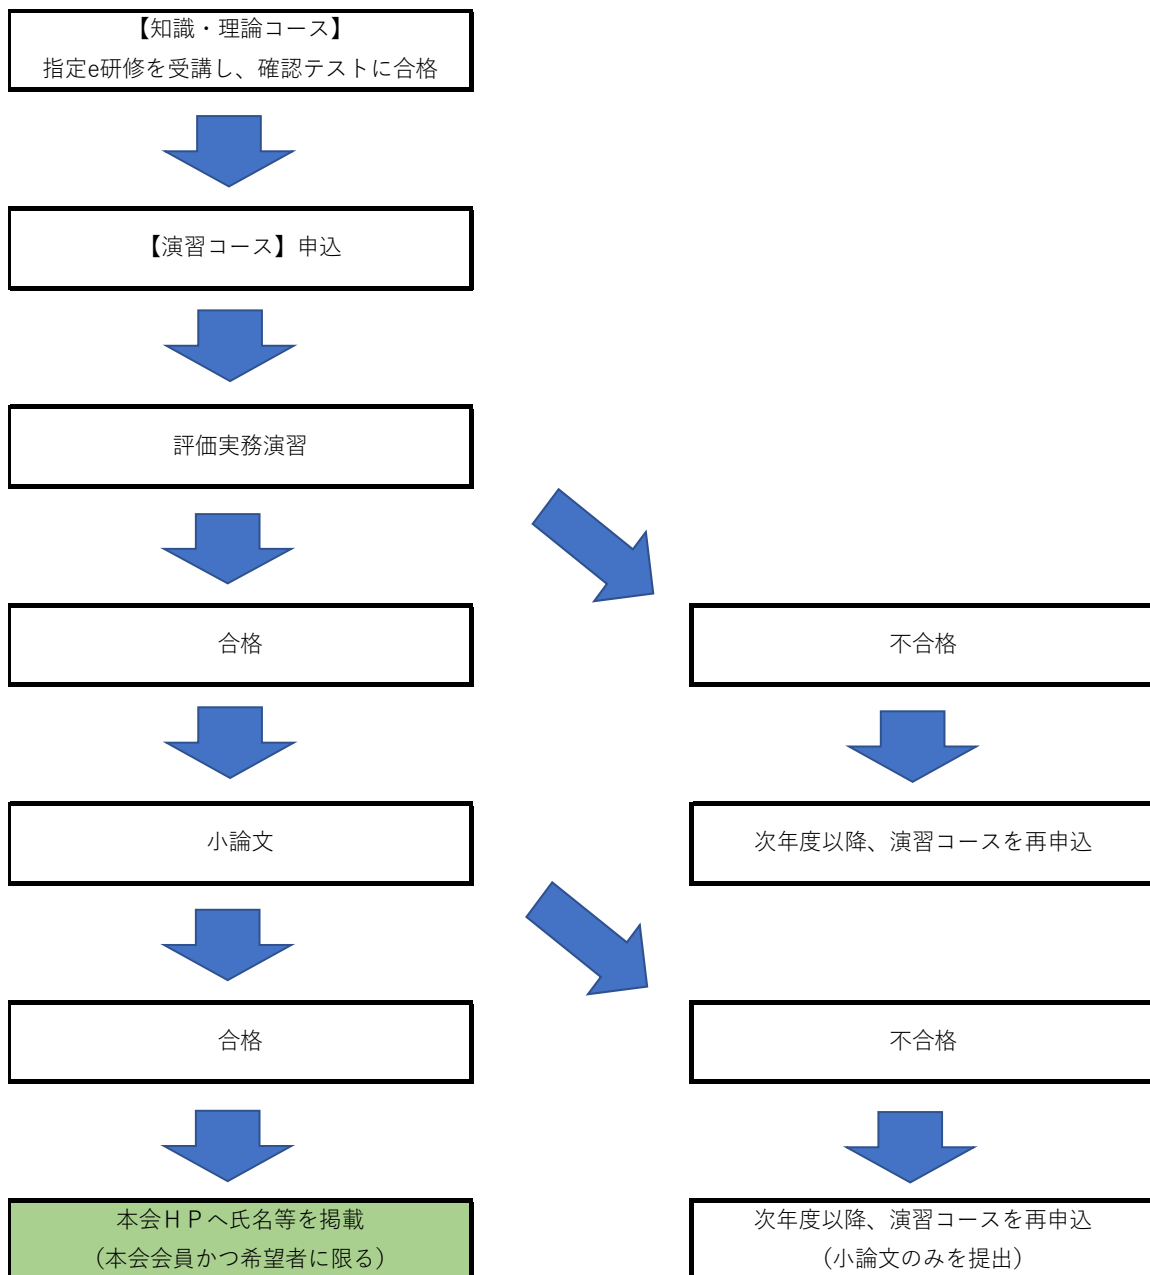 【知識・理論コース】
指定e研修を受講し、確認テストに合格
【演習コース】申込
評価実務演習
合格
不合格
小論文
次年度以降、演習コースを再申込
合格
不合格
本会ＨＰへ氏名等を掲載
（本会会員かつ希望者に限る）
次年度以降、演習コースを再申込
（小論文のみを提出）